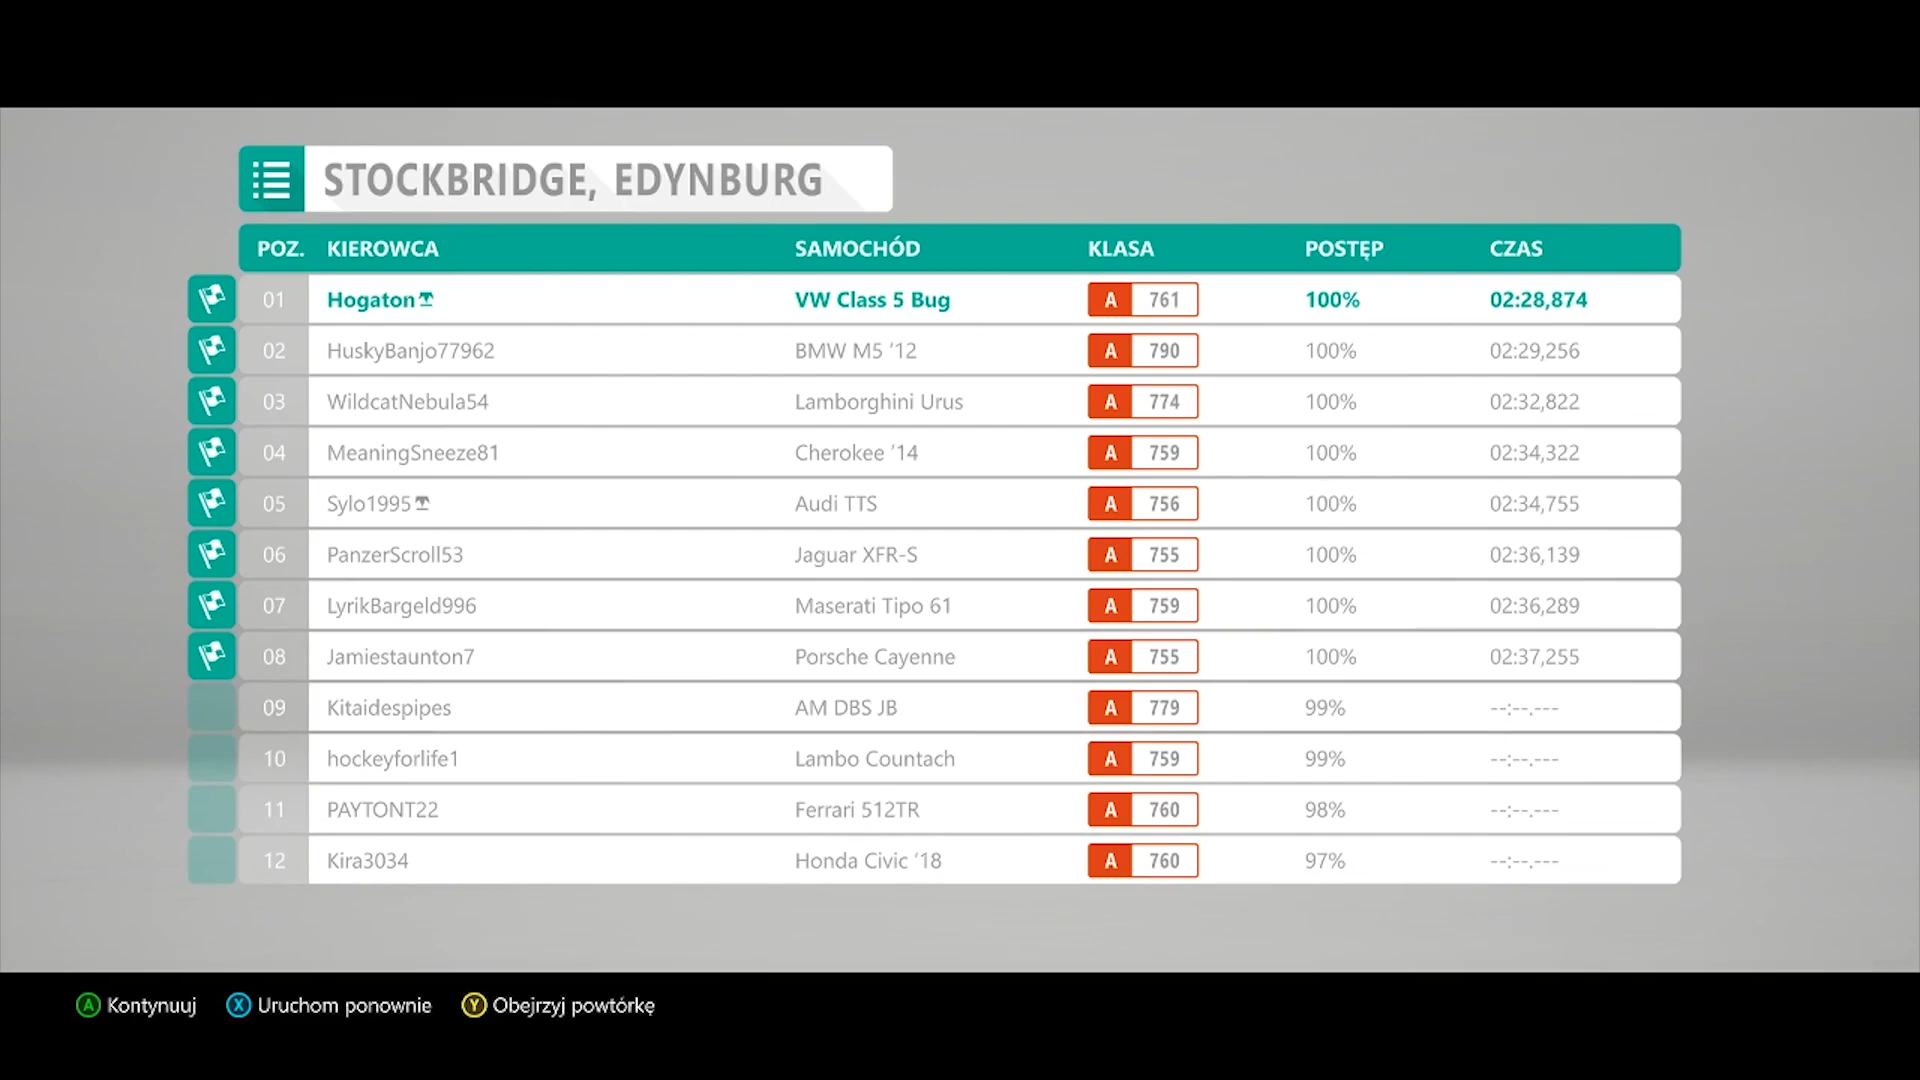 STOCKBRIDGE, EDYNBURG
POZ. KIEROWCA SAMOCHÓD KLASA POSTĘP CZAS
01 Hogaton VW Class 5 Bug A 761 100% 02:28,874
02 HuskyBanjo77962 BMW M5 '12 A 790 100% 02:29,256
03 WildcatNebula54 Lamborghini Urus A 774 100% 02:32,822
04 MeaningSneeze81 Cherokee '14 A 759 100% 02:34,322
05 Sylo1995 Audi TTS A 756 100% 02:34,755
06 PanzerScroll53 Jaguar XFR-S A 755 100% 02:36,139
07 LyrikBargeld996 Maserati Tipo 61 A 759 100% 02:36,289
08 Jamiestaunton7 Porsche Cayenne A 755 100% 02:37,255
09 Kitaidespipes AM DBS JB A 779 99% --:--.---
10 hockeyforlife1 Lambo Countach A 759 99% --:--.---
11 PAYTONT22 Ferrari 512TR A 760 98% --:--.---
12 Kira3034 Honda Civic '18 A 760 97% --:--.---
A Kontynuuj X Uruchom ponownie Y Obejrzyj powtórkę